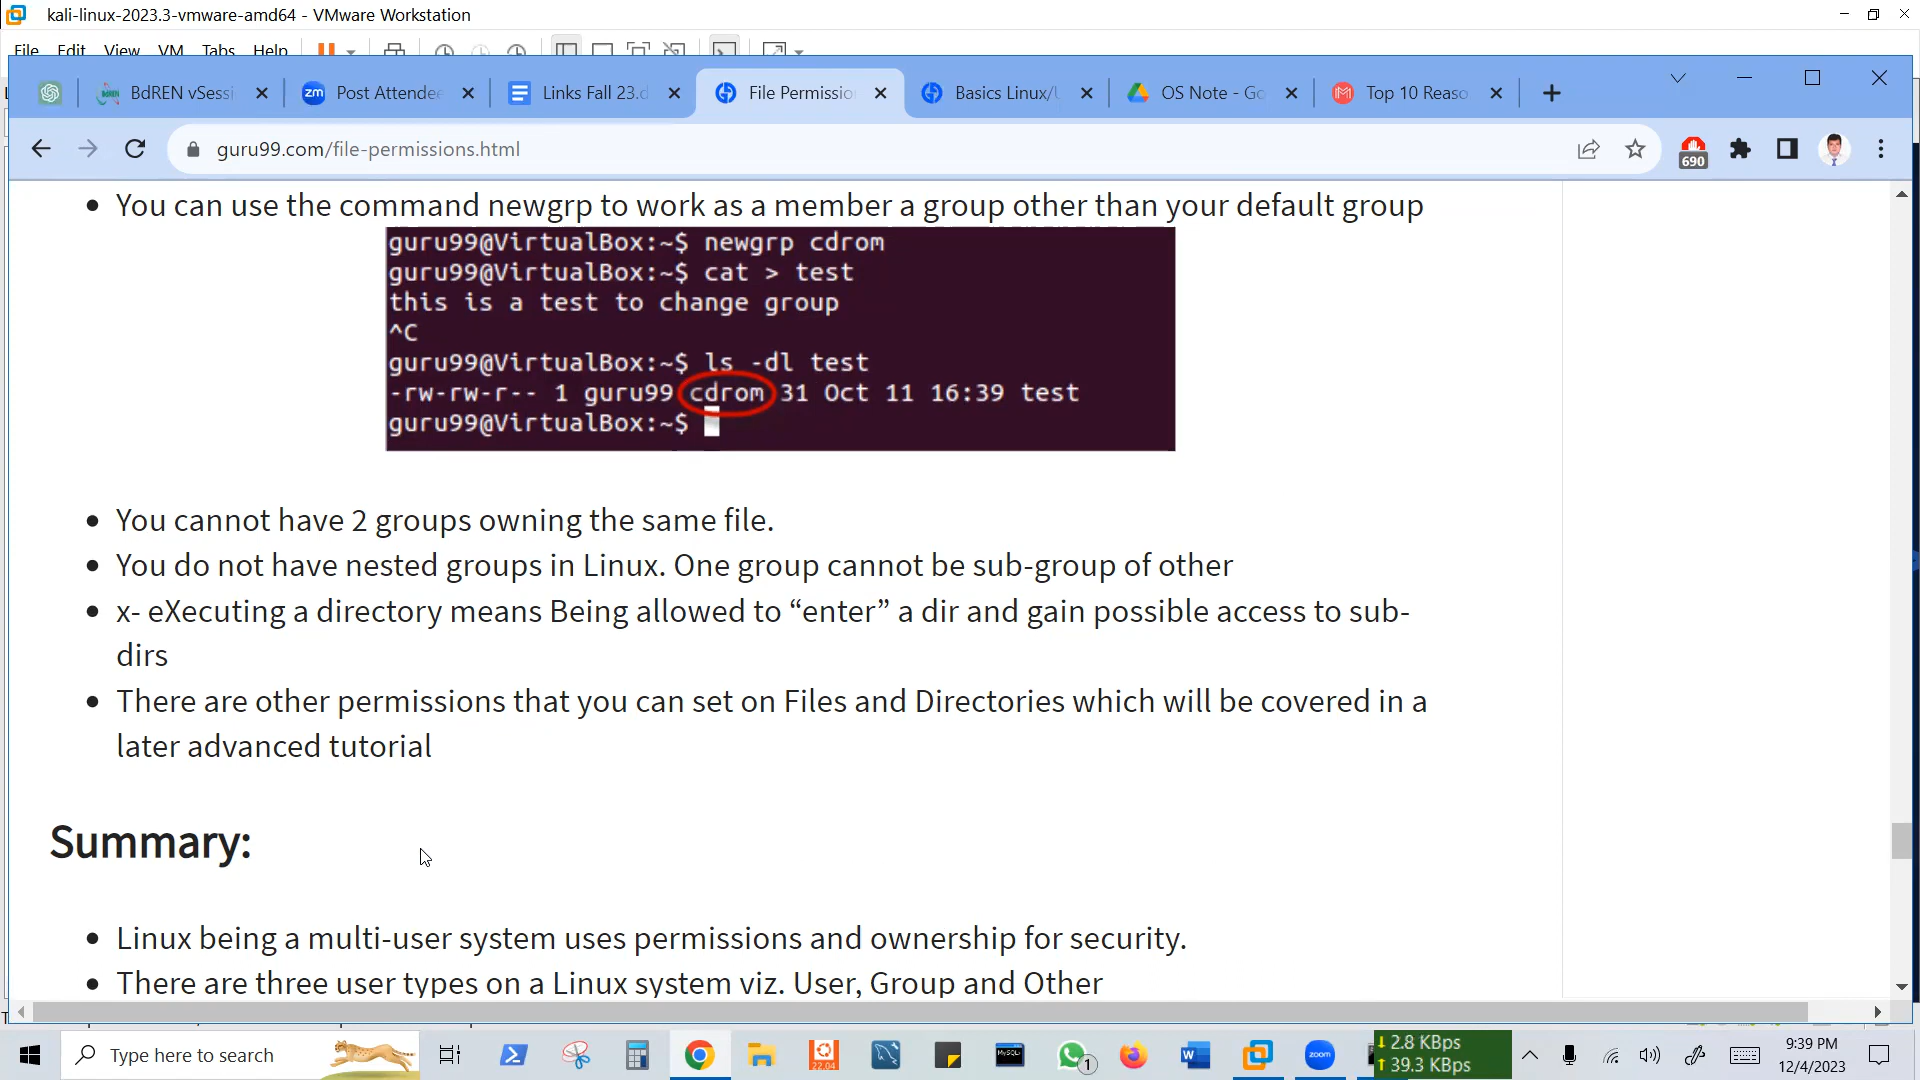 kali-linux-2023.3-vmware-amd64 - VMware Workstation
File Edit View VM Tabs Help
BdREN vSessi
Post Attendee
Links Fall 23.d
File Permissio
Basics Linux/U
OS Note - Go
Top 10 Reaso
guru99.com/file-permissions.html
690
You can use the command newgrp to work as a member a group other than your default group
guru99@VirtualBox:~$ newgrp cdrom
guru99@VirtualBox:~$ cat > test
this is a test to change group
^C
guru99@VirtualBox:~$ ls -dl test
-rw-rw-r-- 1 guru99 cdrom 31 Oct 11 16:39 test
guru99@VirtualBox:~$
You cannot have 2 groups owning the same file.
You do not have nested groups in Linux. One group cannot be sub-group of other
x- eXecuting a directory means Being allowed to “enter” a dir and gain possible access to sub-
dirs
There are other permissions that you can set on Files and Directories which will be covered in a
later advanced tutorial
Summary:
Linux being a multi-user system uses permissions and ownership for security.
There are three user types on a Linux system viz. User, Group and Other
Type here to search
22.04
MySQL
1
zoom
2.8 KBps
39.3 KBps
9:39 PM
12/4/2023